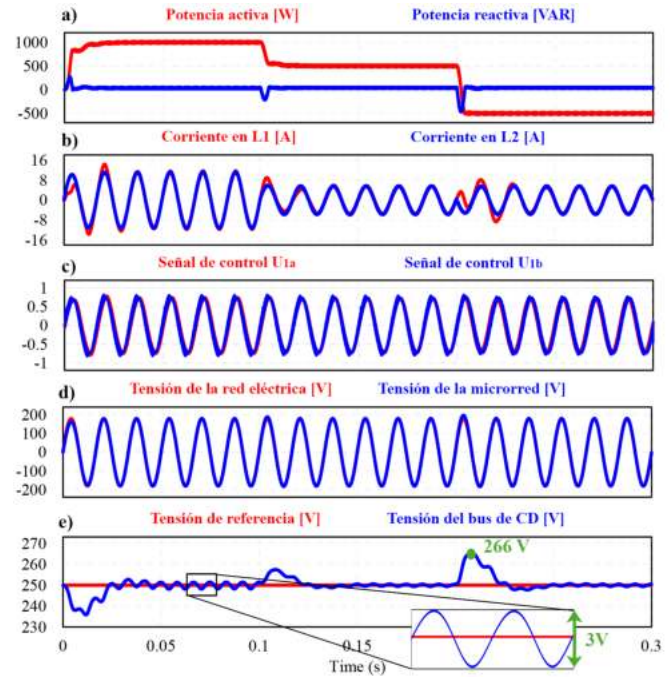 a) Potencia activa [W] Potencia reactiva [VAR]
1000
500
0
-500
b) Corriente en L1 [A] Corriente en L2 [A]
16
8
0
-8
-16
c) Señal de control U1a Señal de control U1b
1
0.5
0
-0.5
-1
d) Tensión de la red eléctrica [V] Tensión de la microrred [V]
200
100
0
-100
-200
e) Tensión de referencia [V] Tensión del bus de CD [V]
270
260
250
240
230
266 V
3V
0 0.05 0.1 0.15 0.3
Time (s)